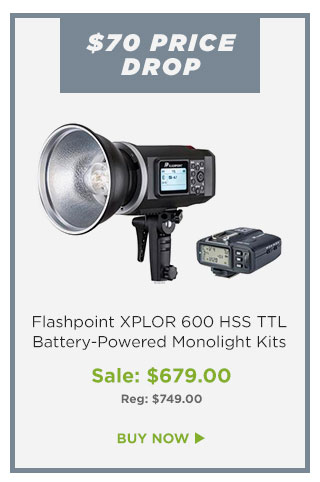 $70 PRICE
DROP
Flashpoint XPLOR 600 HSS TTL
Battery-Powered Monolight Kits
Sale: $679.00
Reg: $749.00
BUY NOW ▶